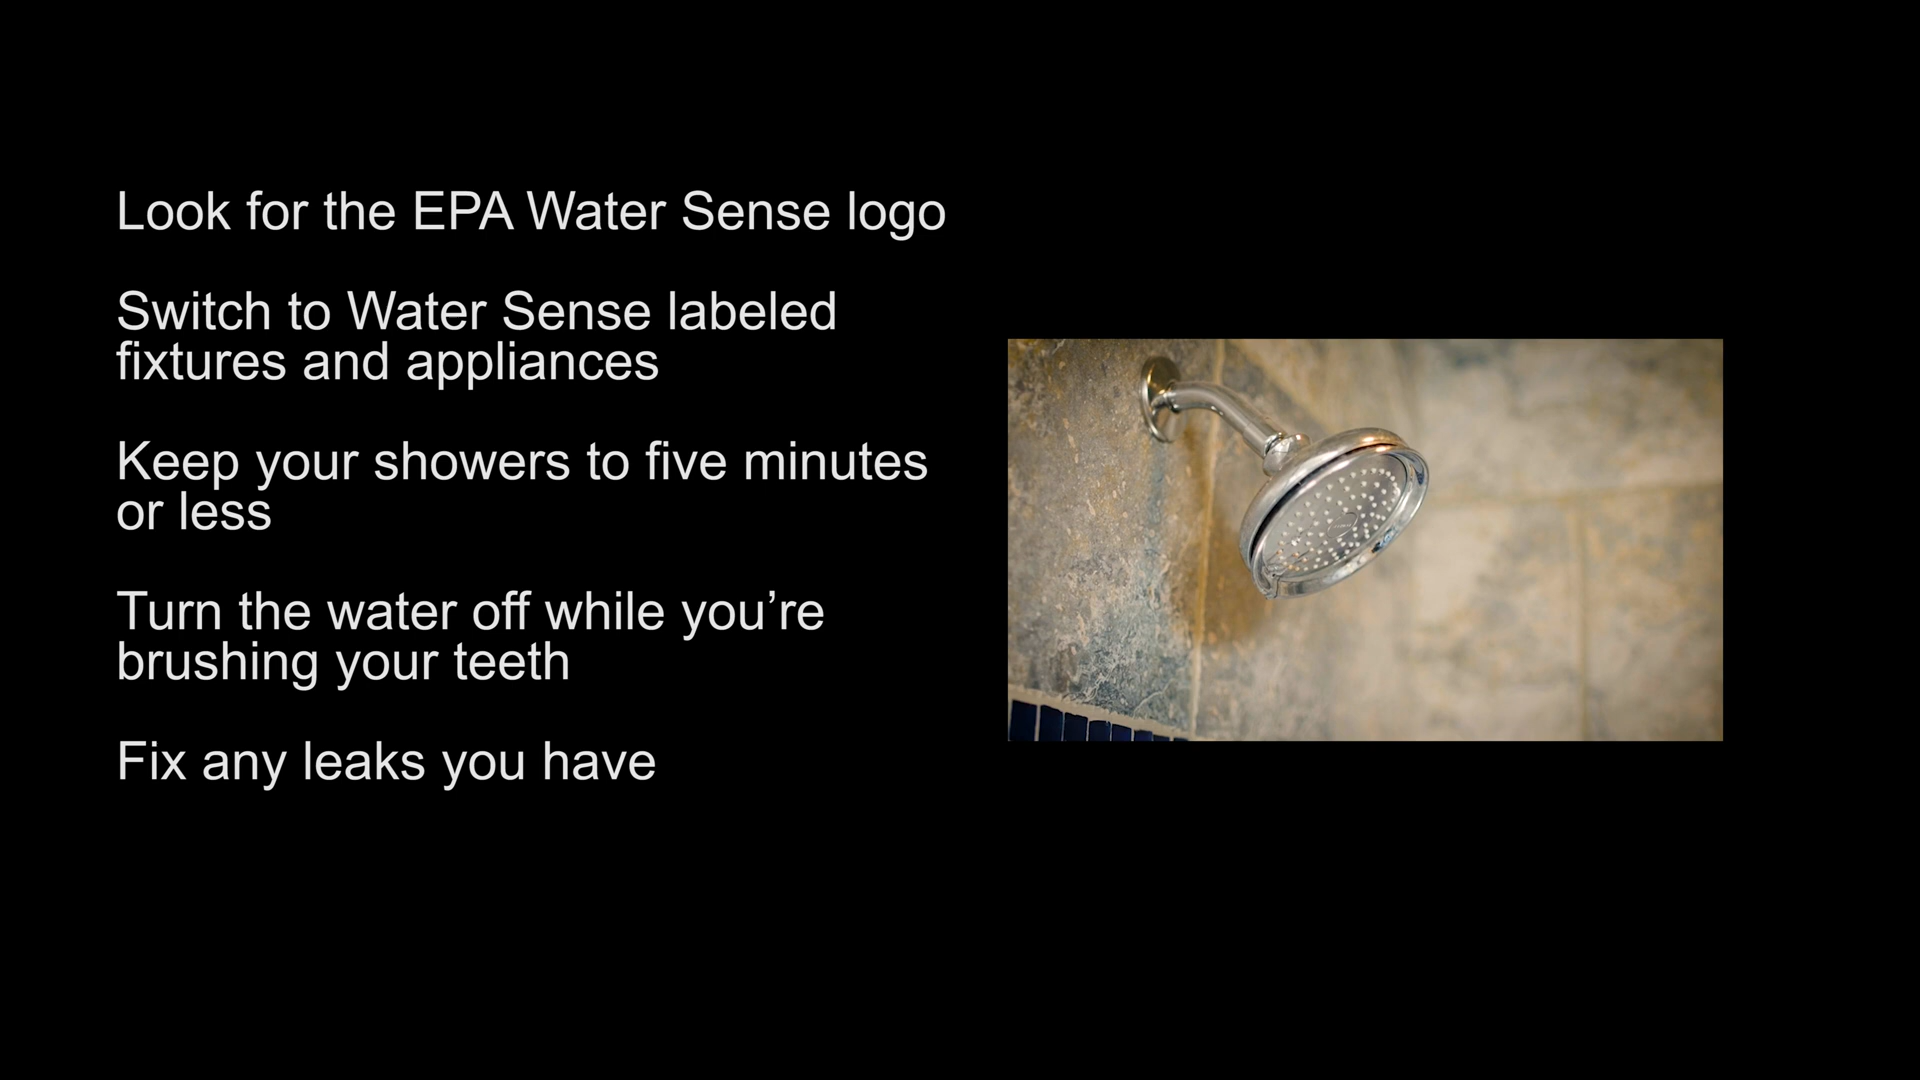 Look for the EPA Water Sense logo
Switch to Water Sense labeled
fixtures and appliances
Keep your showers to five minutes
or less
Turn the water off while you’re
brushing your teeth
Fix any leaks you have